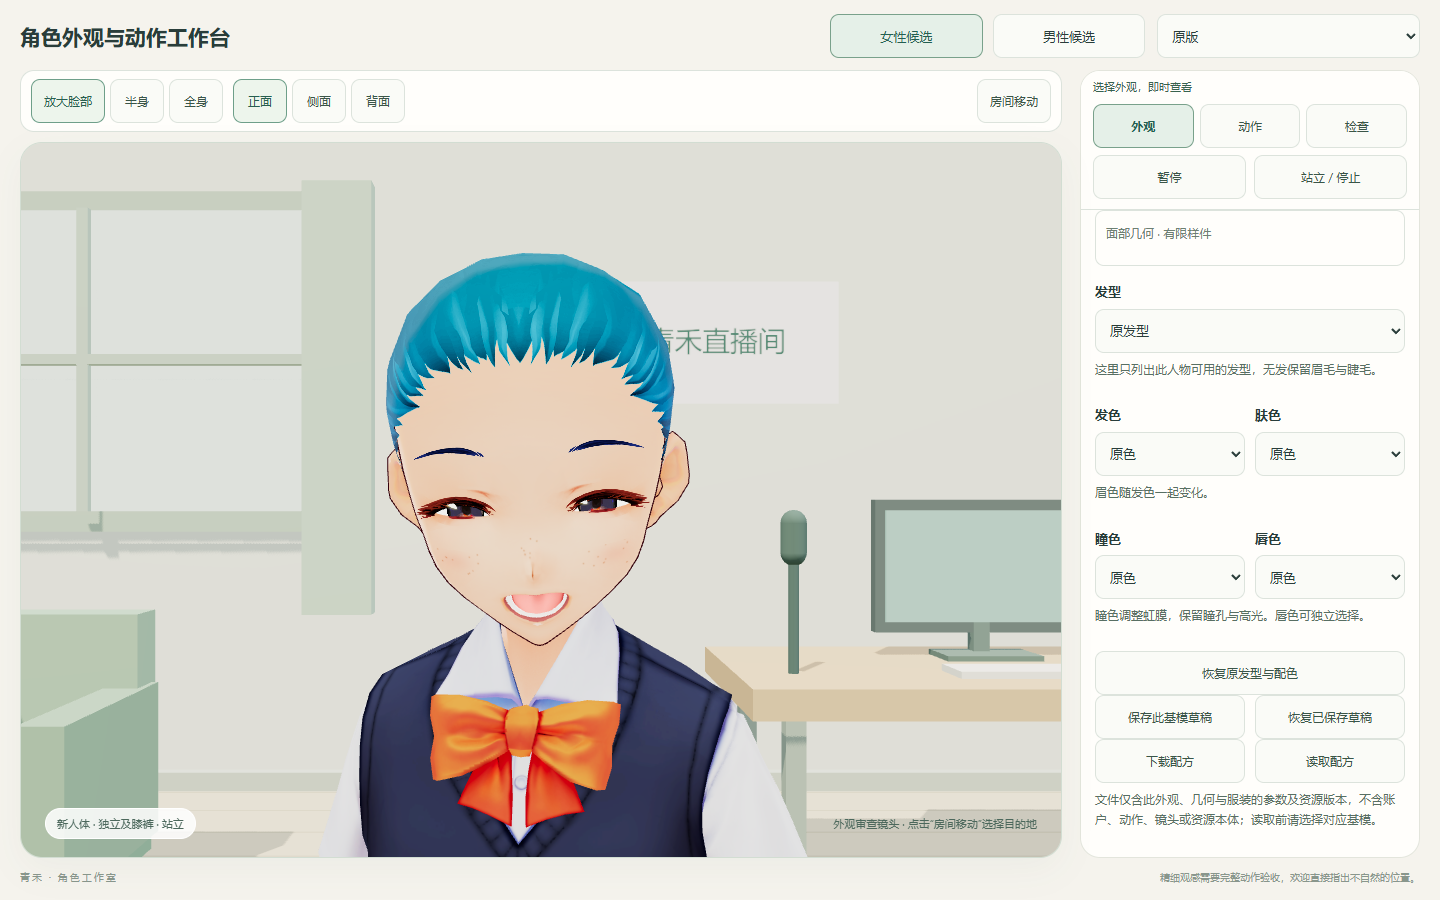 角色外观与动作工作台
女性候选
男性候选
原版
放大脸部
半身
全身
正面
侧面
背面
房间移动
选择外观，即时查看
外观
动作
检查
暂停
站立 / 停止
面部几何 · 有限样件
发型
原发型
这里只列出此人物可用的发型，无发保留眉毛与睫毛。
发色
肤色
原色
原色
眉色随发色一起变化。
瞳色
唇色
原色
原色
瞳色调整虹膜，保留瞳孔与高光。唇色可独立选择。
恢复原发型与配色
保存此基模草稿
恢复已保存草稿
下载配方
读取配方
文件仅含此外观、几何与服装的参数及资源版本，不含账
户、动作、镜头或资源本体；读取前请选择对应基模。
青禾直播间
新人体 · 独立及膝裤 · 站立
外观审查镜头 · 点击“房间移动”选择目的地
青禾 · 角色工作室
精细观感需要完整动作验收，欢迎直接指出不自然的位置。